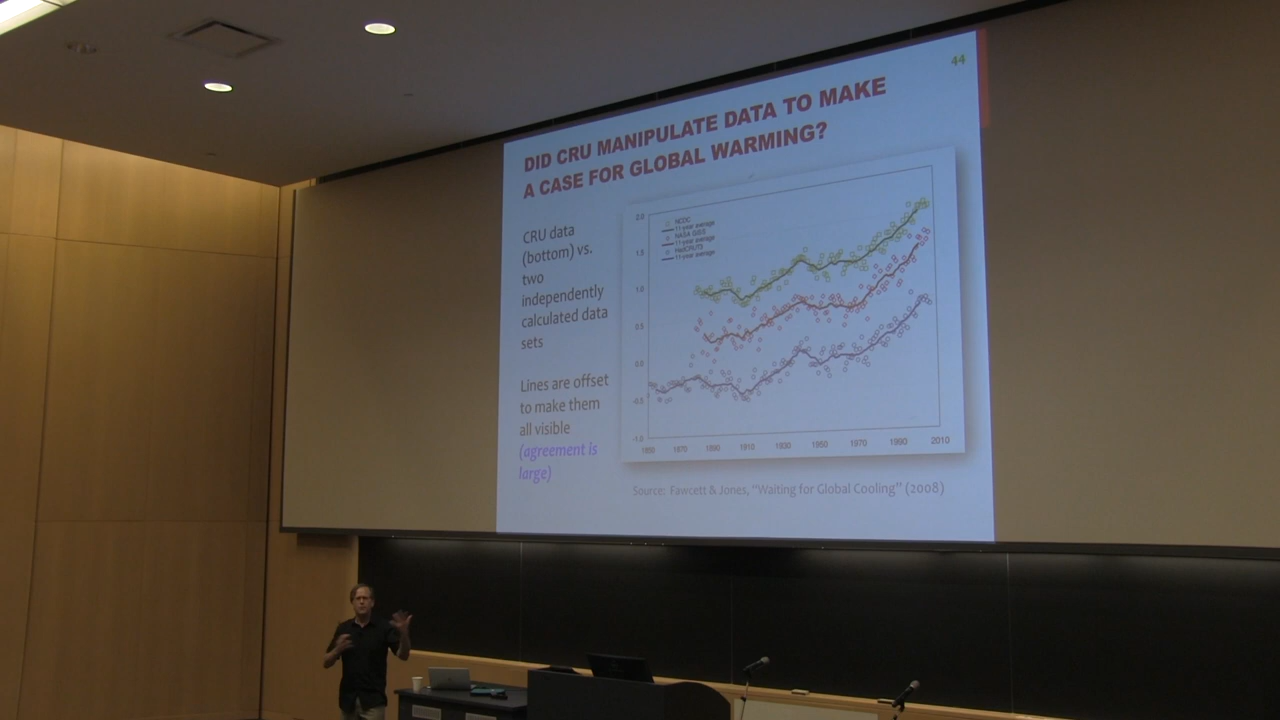 44
DID CRU MANIPULATE DATA TO MAKE
A CASE FOR GLOBAL WARMING?
CRU data
(bottom) vs.
two
independently
calculated data
sets
Lines are offset
to make them
all visible
(agreement is
large)
NCDC
11-year average
NASA GISS
11-year average
HadCRUT3
11-year average
2.0
1.5
1.0
0.5
0.0
-0.5
-1.0
1850 1870 1890 1910 1930 1950 1970 1990 2010
Source: Fawcett & Jones, "Waiting for Global Cooling" (2008)